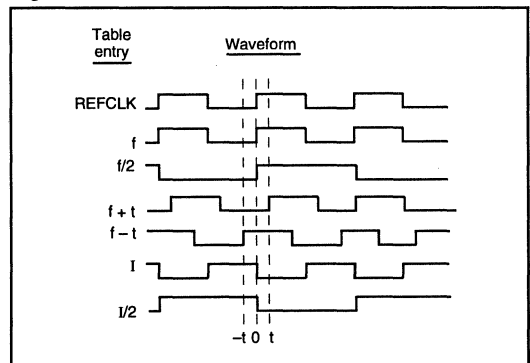 Table
entry
Waveform
REFCLK
f
f/2
f + t
f – t
I
I/2
–t 0 t